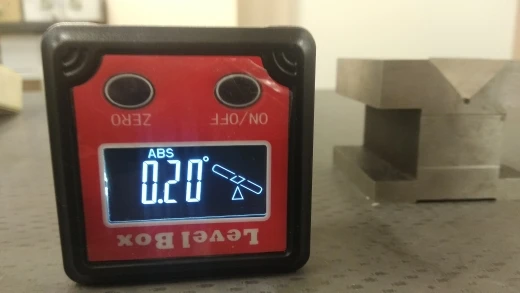 ZERO ON/OFF
ABS
0.20°
Level Box